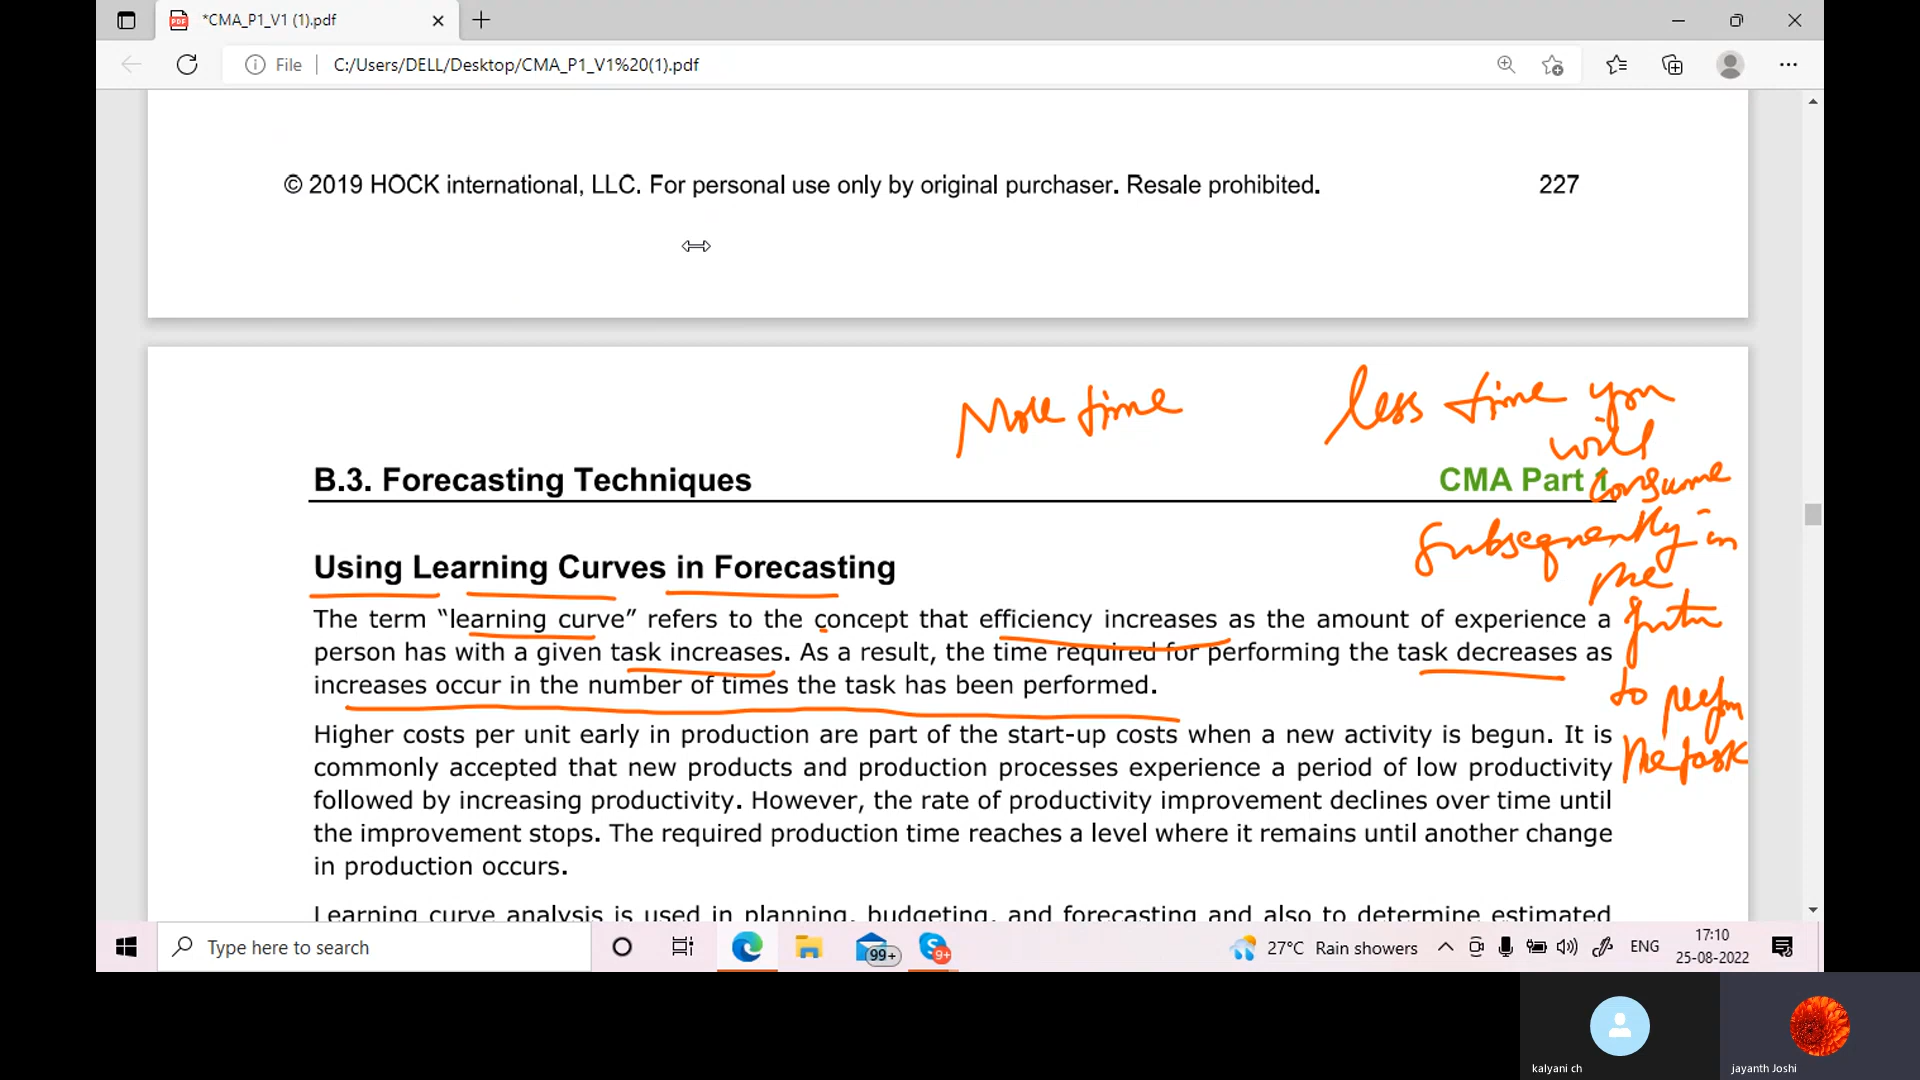 *CMA_P1_V1 (1).pdf
File
C:/Users/DELL/Desktop/CMA_P1_V1%20(1).pdf
© 2019 HOCK international, LLC. For personal use only by original purchaser. Resale prohibited. 227
More time
less time you
will
consume
subsequently in
the
future
to perform
the task
B.3. Forecasting Techniques CMA Part 1
Using Learning Curves in Forecasting
The term “learning curve” refers to the concept that efficiency increases as the amount of experience a
person has with a given task increases. As a result, the time required for performing the task decreases as
increases occur in the number of times the task has been performed.
Higher costs per unit early in production are part of the start-up costs when a new activity is begun. It is
commonly accepted that new products and production processes experience a period of low productivity
followed by increasing productivity. However, the rate of productivity improvement declines over time until
the improvement stops. The required production time reaches a level where it remains until another change
in production occurs.
Learning curve analysis is used in planning, budgeting, and forecasting and also to determine estimated
Type here to search
99+
9+
27°C Rain showers
ENG
17:10
25-08-2022
kalyani ch
jayanth Joshi